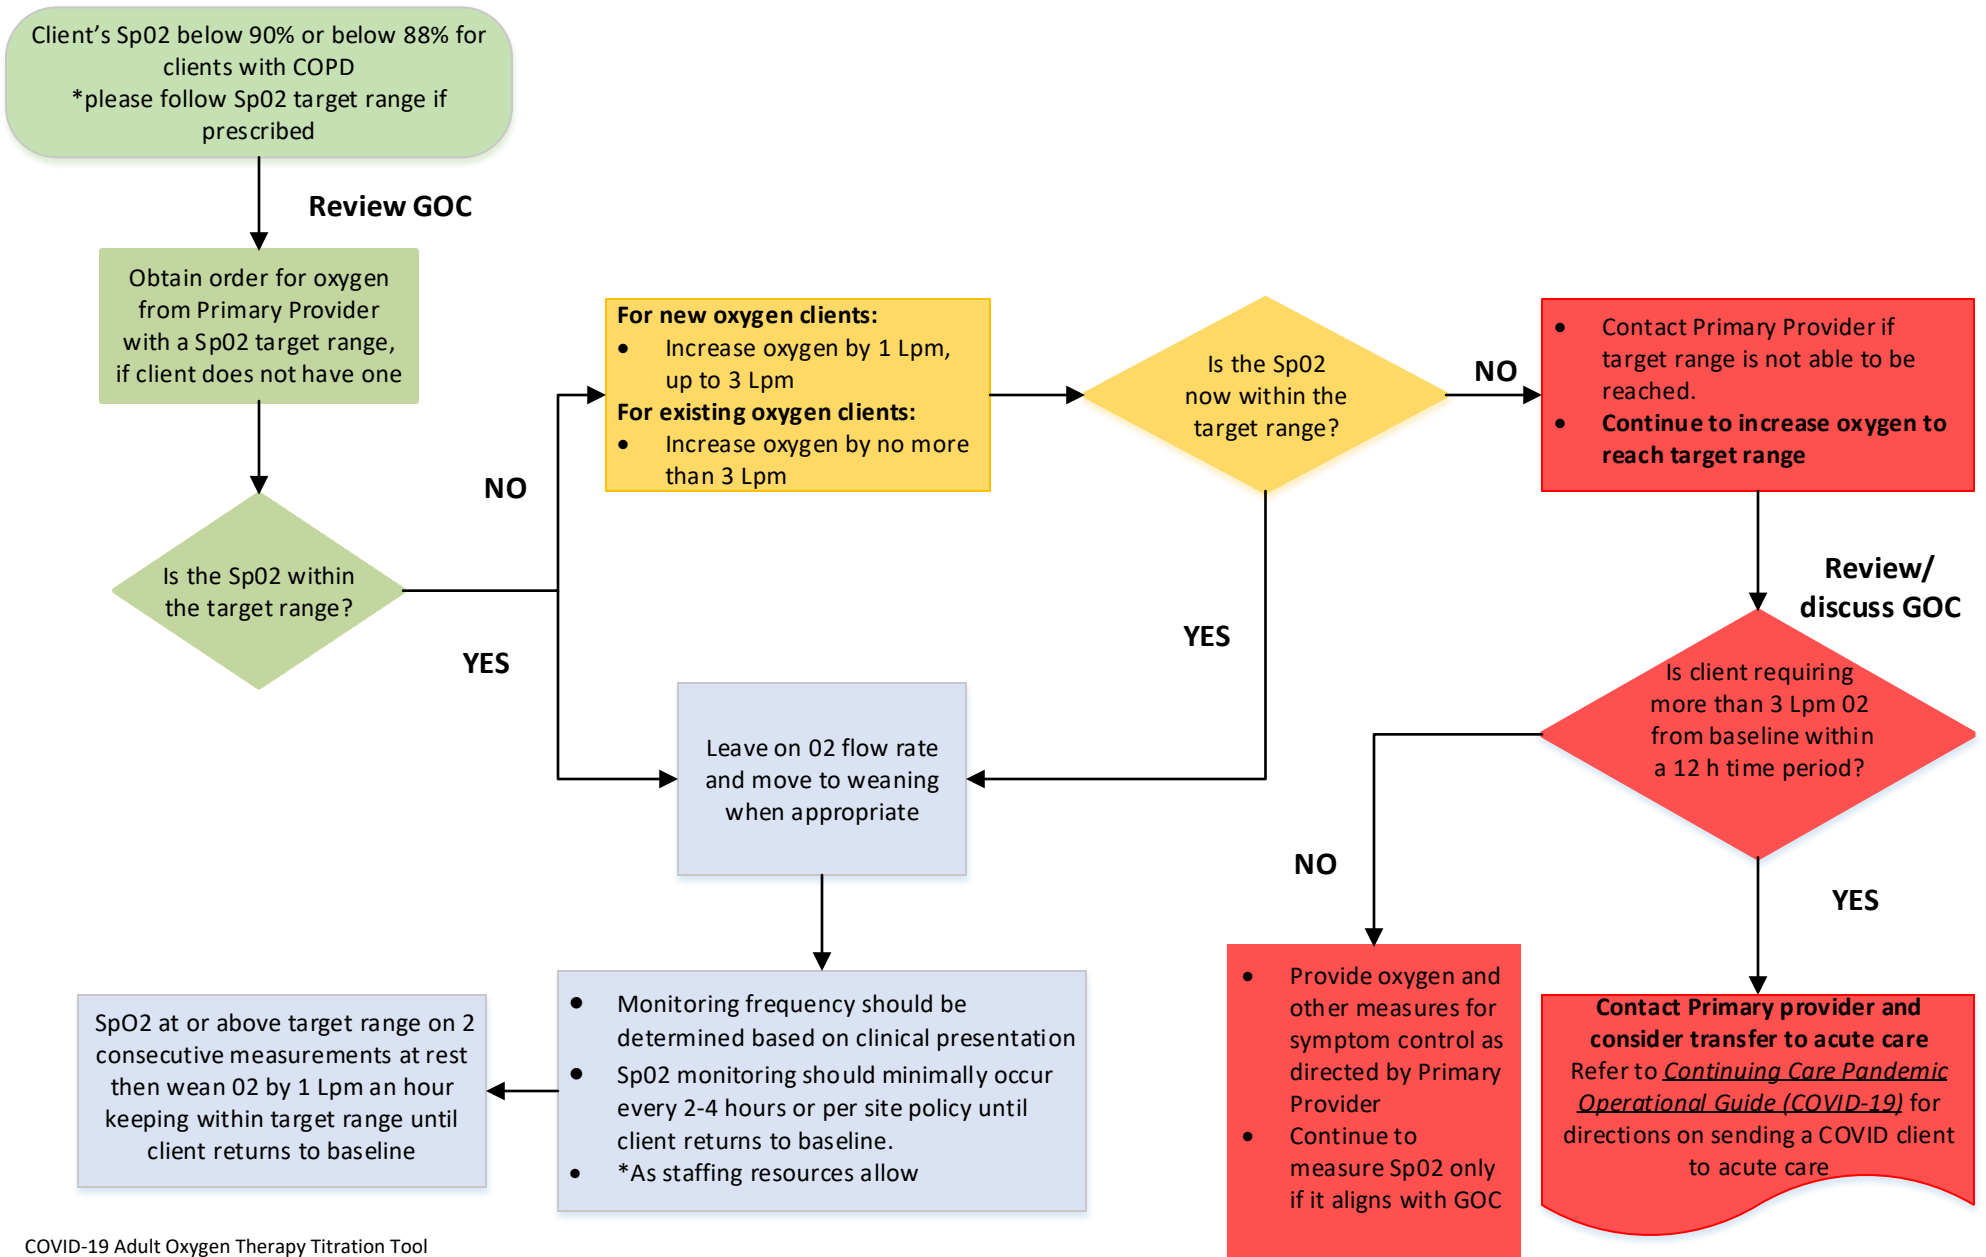 Client's Sp02 below 90% or below 88% for
clients with COPD
*please follow Sp02 target range if
prescribed
Review GOC
Obtain order for oxygen
from Primary Provider
with a Sp02 target range,
if client does not have one
Is the Sp02 within
the target range?
NO
YES
For new oxygen clients:
• Increase oxygen by 1 Lpm,
up to 3 Lpm
For existing oxygen clients:
• Increase oxygen by no more
than 3 Lpm
Is the Sp02
now within the
target range?
NO
YES
• Contact Primary Provider if
target range is not able to be
reached.
• Continue to increase oxygen to
reach target range
Review/
discuss GOC
Is client requiring
more than 3 Lpm 02
from baseline within
a 12 h time period?
NO
YES
Leave on 02 flow rate
and move to weaning
when appropriate
• Monitoring frequency should be
determined based on clinical presentation
• Sp02 monitoring should minimally occur
every 2-4 hours or per site policy until
client returns to baseline.
• *As staffing resources allow
SpO2 at or above target range on 2
consecutive measurements at rest
then wean 02 by 1 Lpm an hour
keeping within target range until
client returns to baseline
• Provide oxygen and
other measures for
symptom control as
directed by Primary
Provider
• Continue to
measure Sp02 only
if it aligns with GOC
Contact Primary provider and
consider transfer to acute care
Refer to Continuing Care Pandemic
Operational Guide (COVID-19) for
directions on sending a COVID client
to acute care
COVID-19 Adult Oxygen Therapy Titration Tool